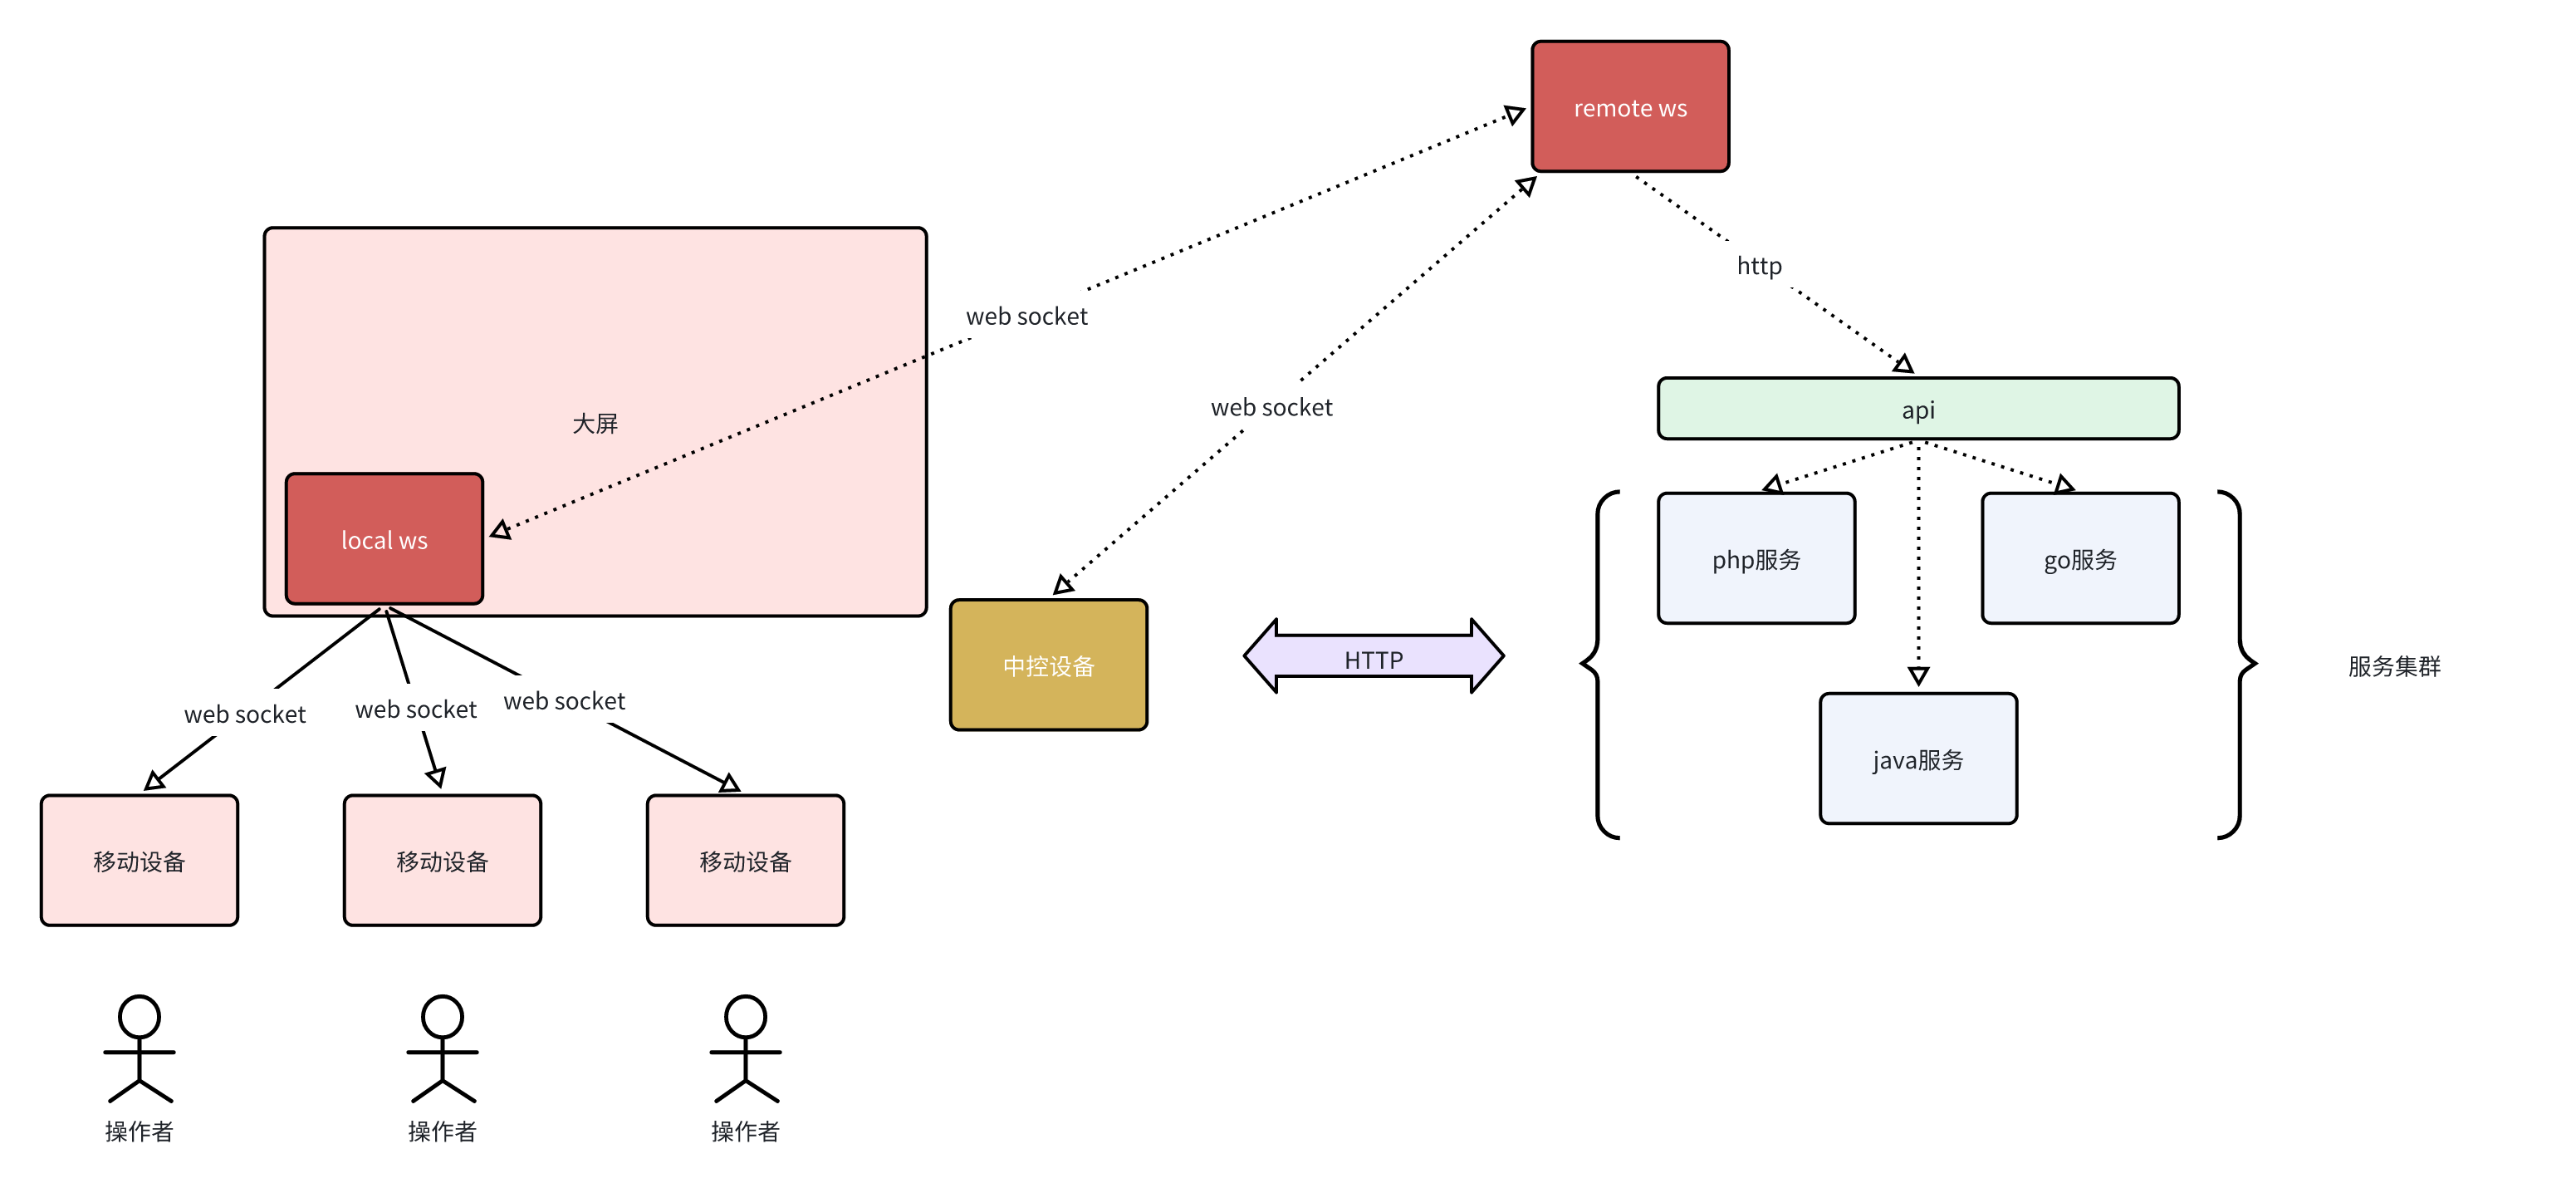 remote ws
http
web socket
web socket
api
大屏
local ws
php服务
go服务
中控设备
HTTP
服务集群
web socket
web socket
web socket
java服务
移动设备
移动设备
移动设备
操作者
操作者
操作者